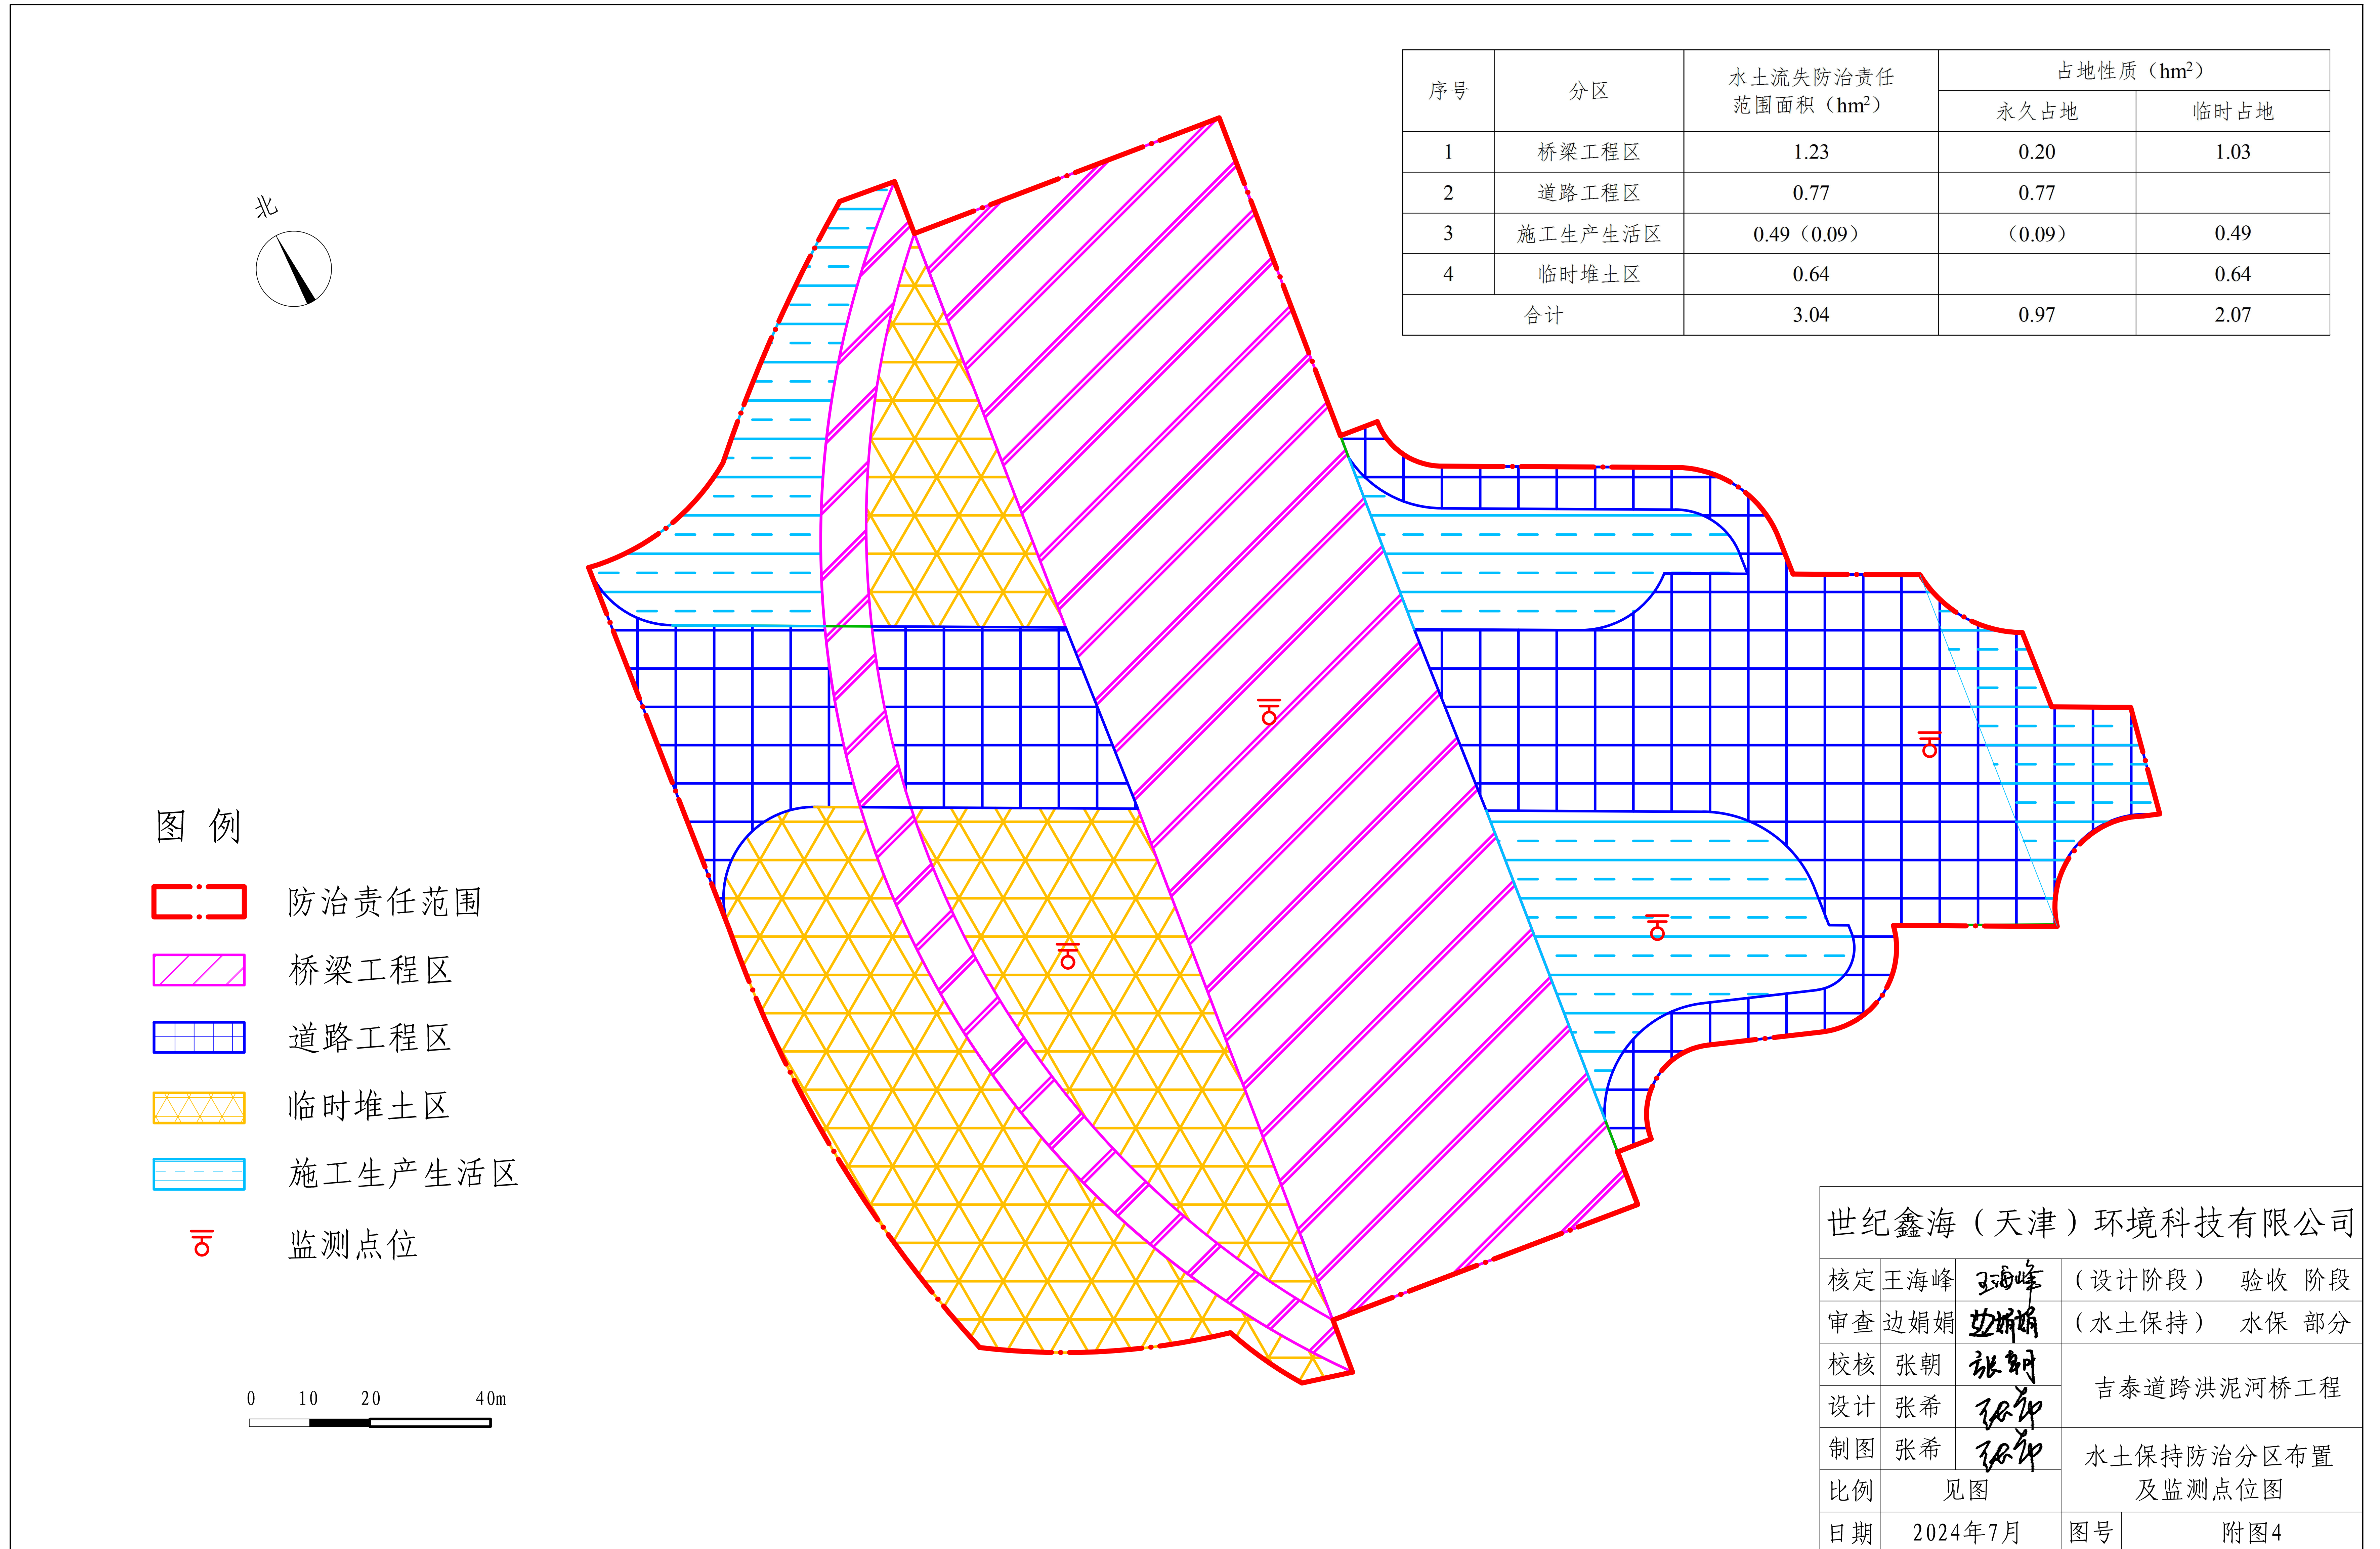 序号 分区 水土流失防治责任范围面积（hm²） 占地性质（hm²）
永久占地 临时占地
1 桥梁工程区 1.23 0.20 1.03
2 道路工程区 0.77 0.77
3 施工生产生活区 0.49（0.09） （0.09） 0.49
4 临时堆土区 0.64 0.64
合计 3.04 0.97 2.07
北
图 例
防治责任范围
桥梁工程区
道路工程区
临时堆土区
施工生产生活区
监测点位
0 10 20 40m
世纪鑫海（天津）环境科技有限公司
核定 王海峰 王海峰 （设计阶段） 验收 阶段
审查 边娟娟 边娟娟 （水土保持） 水保 部分
校核 张朝 张朝 吉泰道跨洪泥河桥工程
设计 张希 张希
制图 张希 张希 水土保持防治分区布置
及监测点位图
比例 见图
日期 2024年7月 图号 附图4